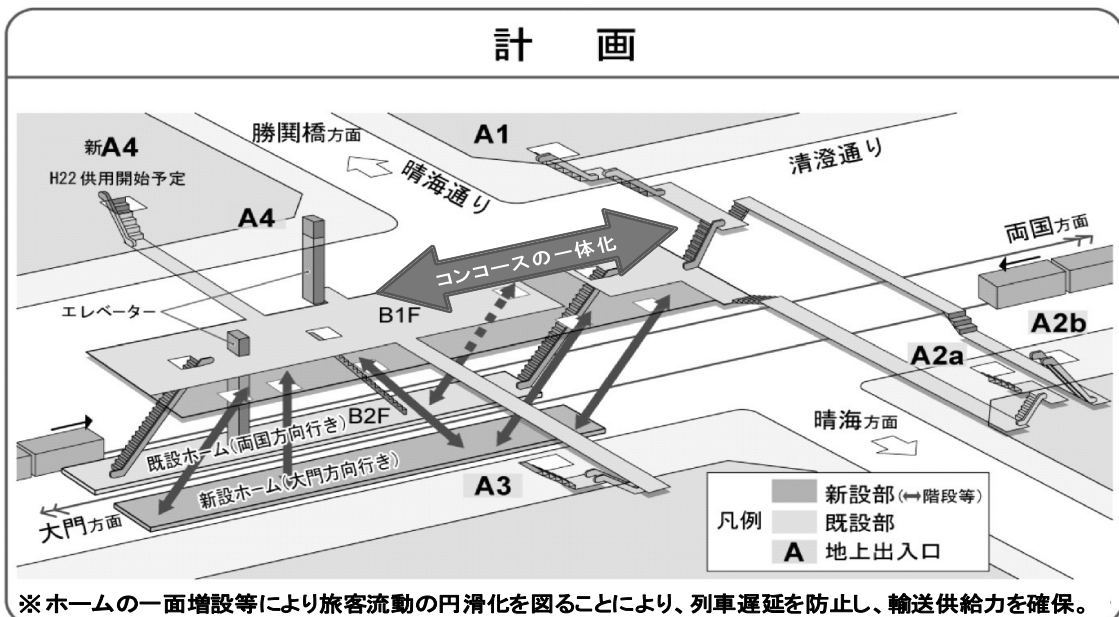 計　画
新A4
H22供用開始予定
勝鬨橋方面
晴海通り
A1
清澄通り
両国方面
A4
コンコースの一体化
エレベーター
B1F
A2b
A2a
B2F
既設ホーム(両国方向行き)
新設ホーム(大門方向行き)
晴海方面
A3
大門方面
凡例
新設部(↔階段等)
既設部
A 地上出入口
※ホームの一面増設等により旅客流動の円滑化を図ることにより、列車遅延を防止し、輸送供給力を確保。